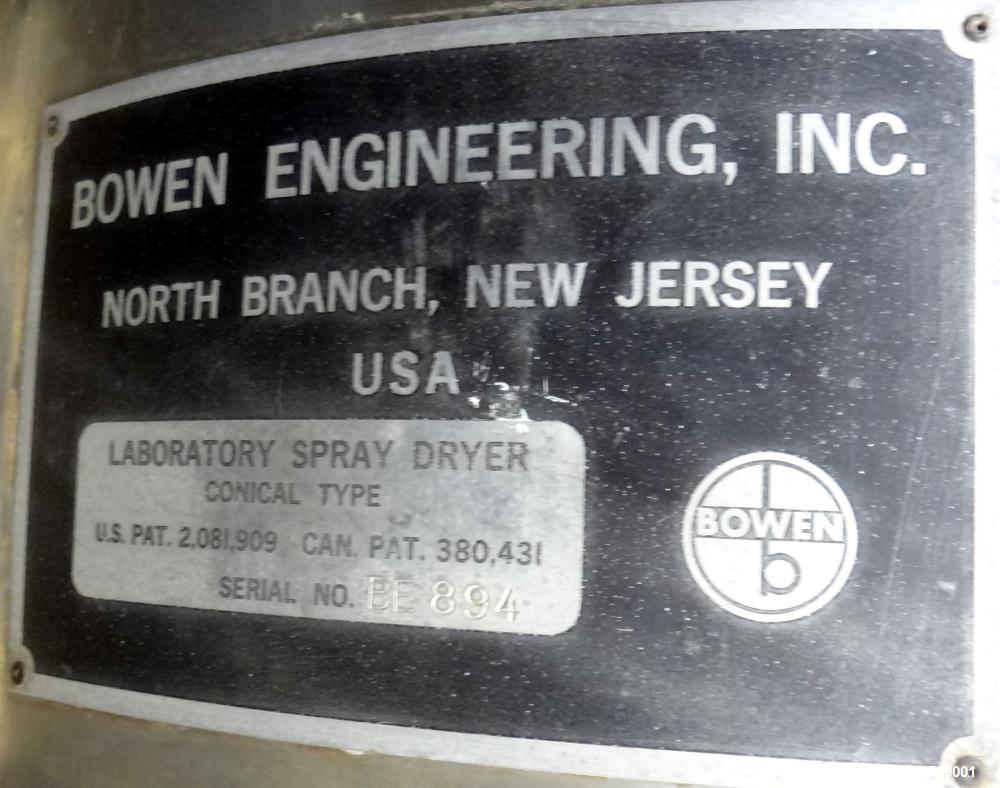 BOWEN ENGINEERING, INC.
NORTH BRANCH, NEW JERSEY
USA
LABORATORY SPRAY DRYER
CONICAL TYPE
U.S. PAT. 2,081,909 CAN. PAT. 380,431
SERIAL NO. BE 894
b
BOWEN